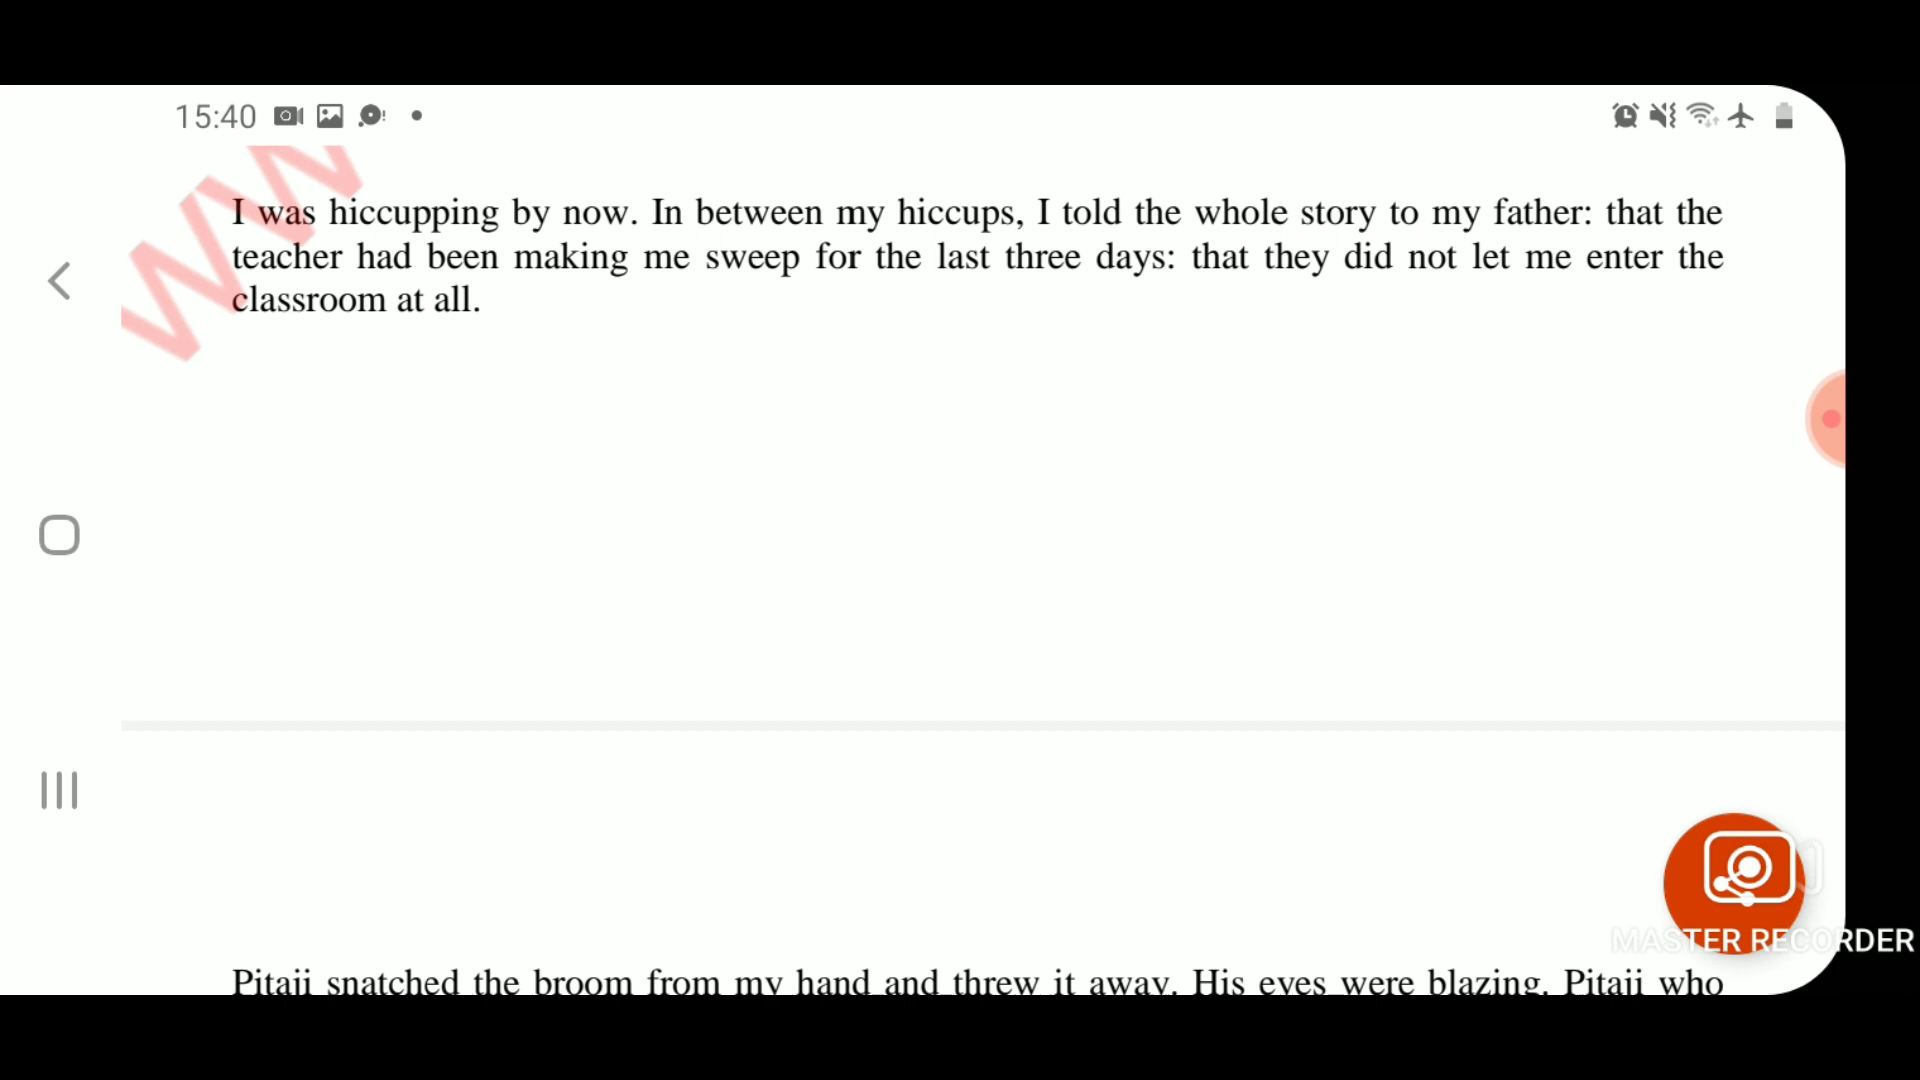 15:40
I was hiccupping by now. In between my hiccups, I told the whole story to my father: that the
teacher had been making me sweep for the last three days: that they did not let me enter the
classroom at all.
MASTER RECORDER
Pitaji snatched the broom from my hand and threw it away. His eyes were blazing. Pitaji who